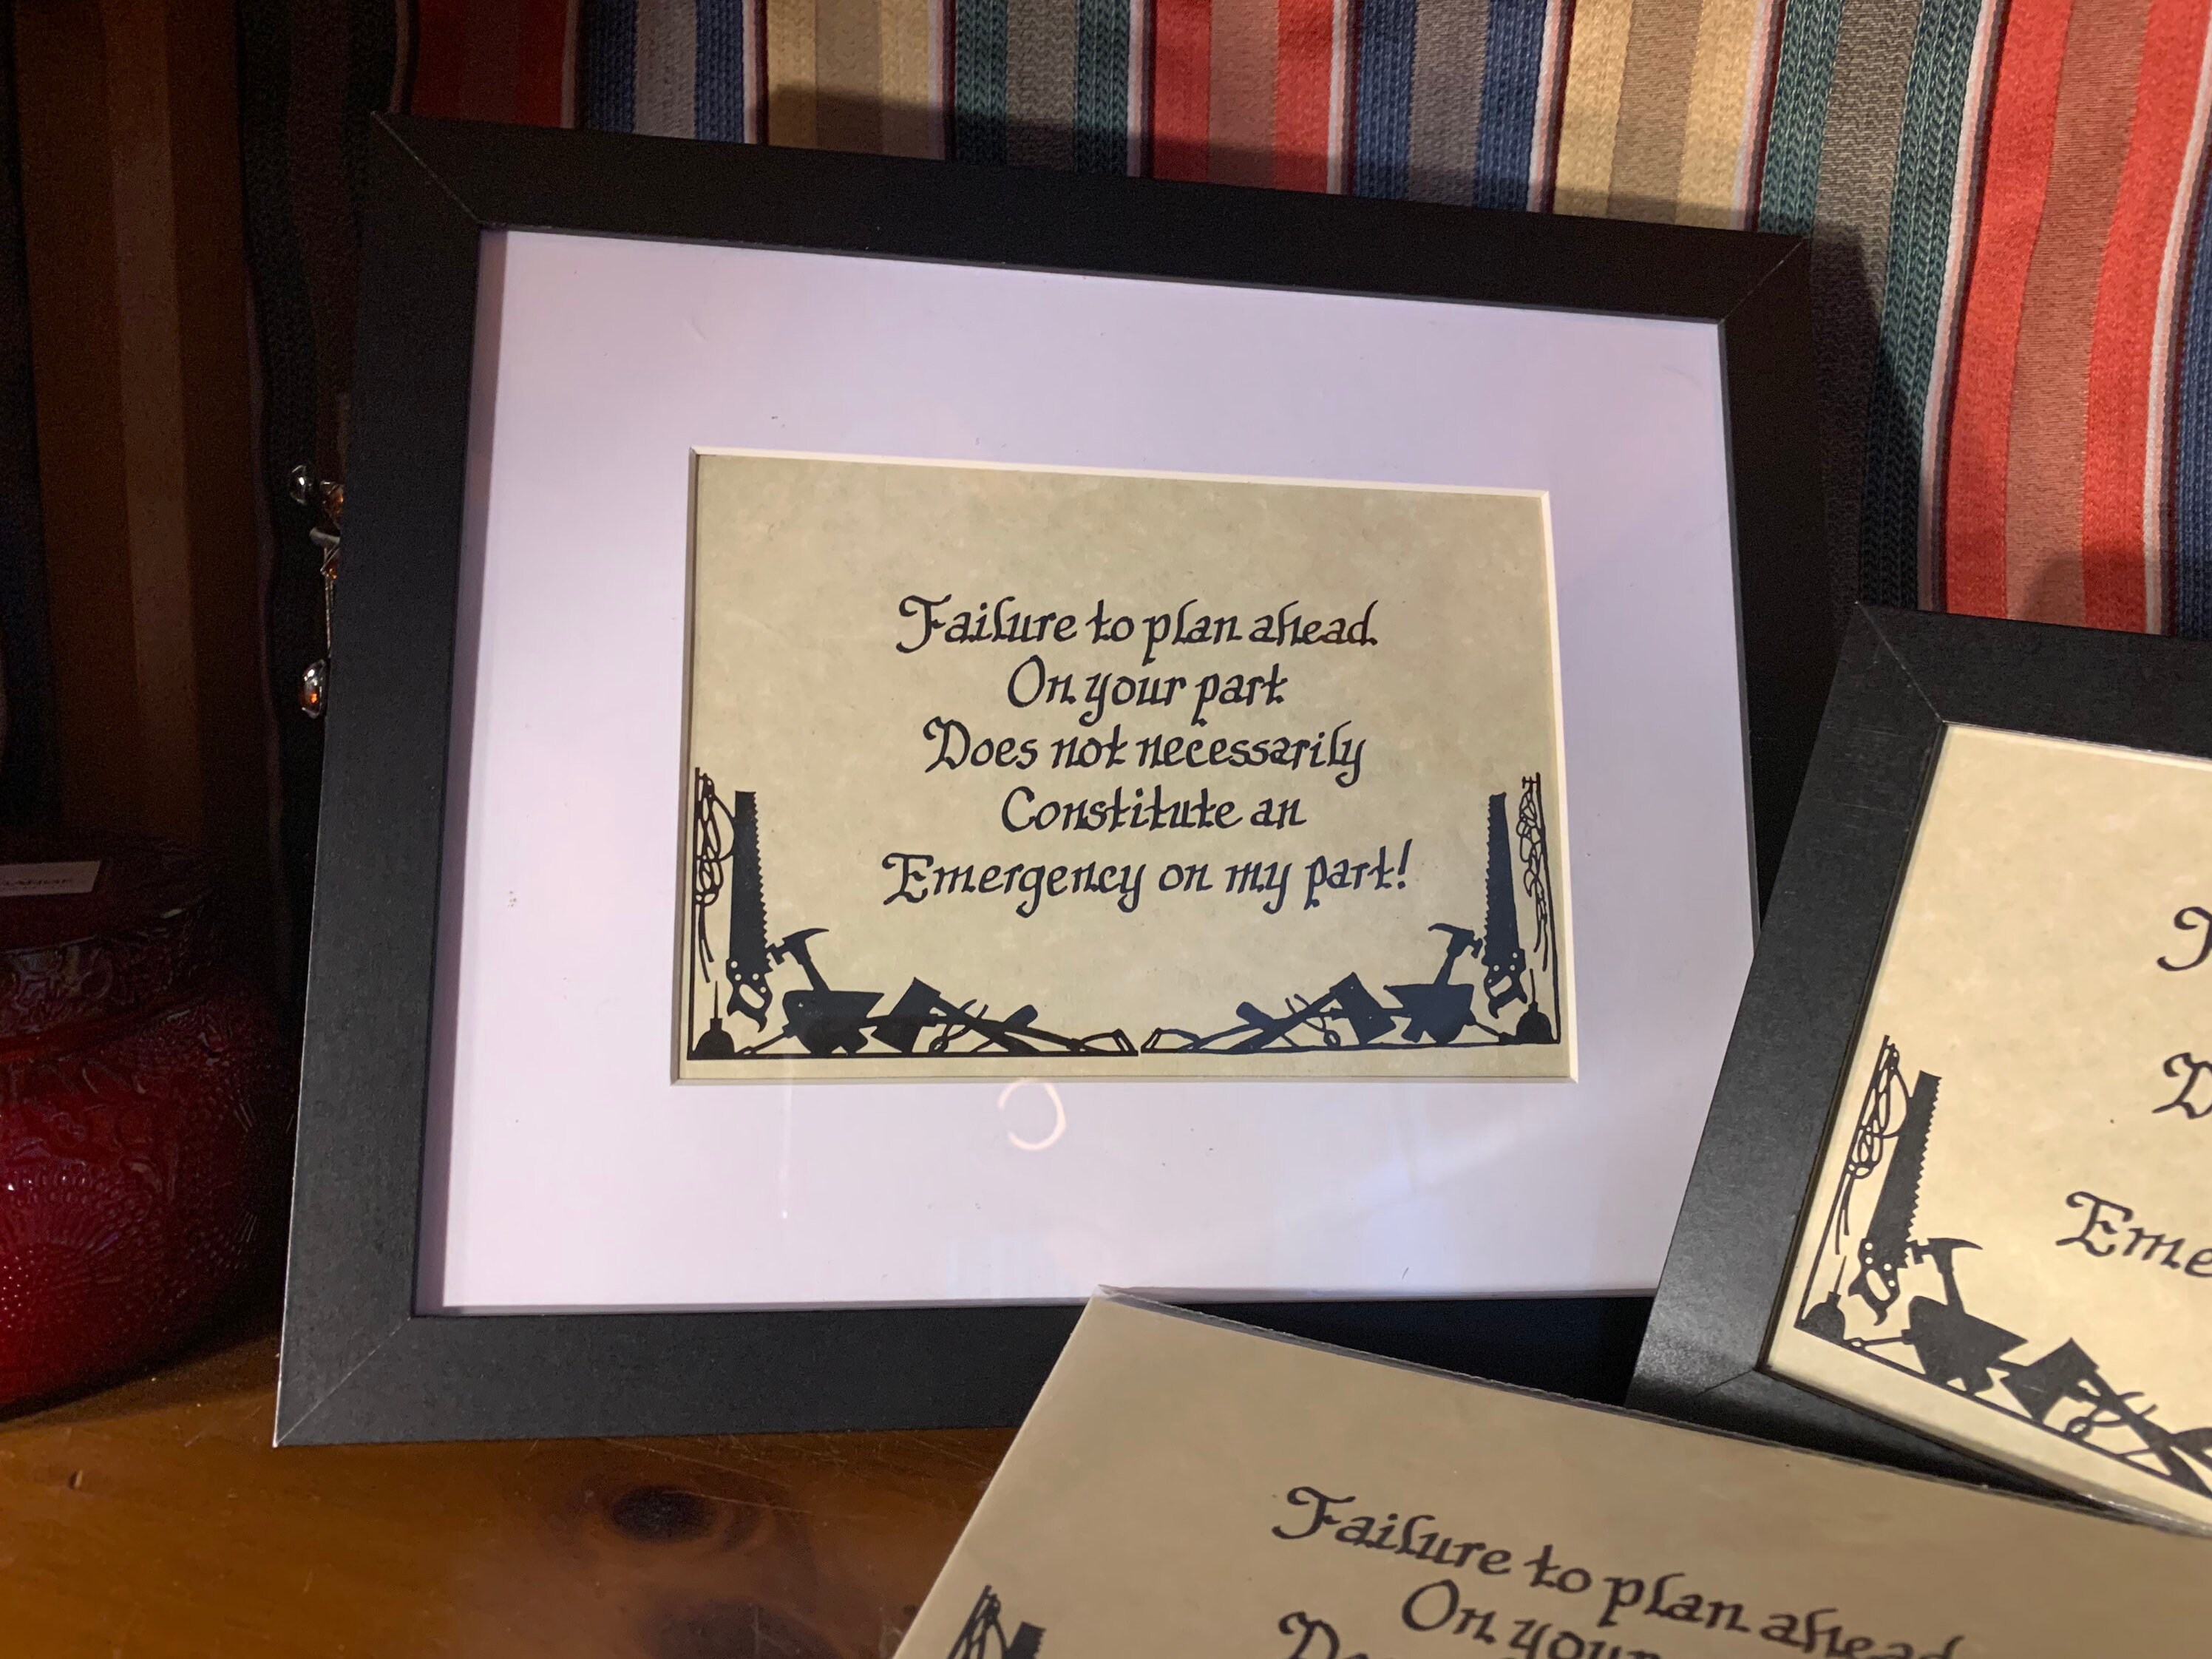 Failure to plan ahead
On your part
Does not necessarily
Constitute an
Emergency on my part!
Eme
Failure to plan ahead
On your